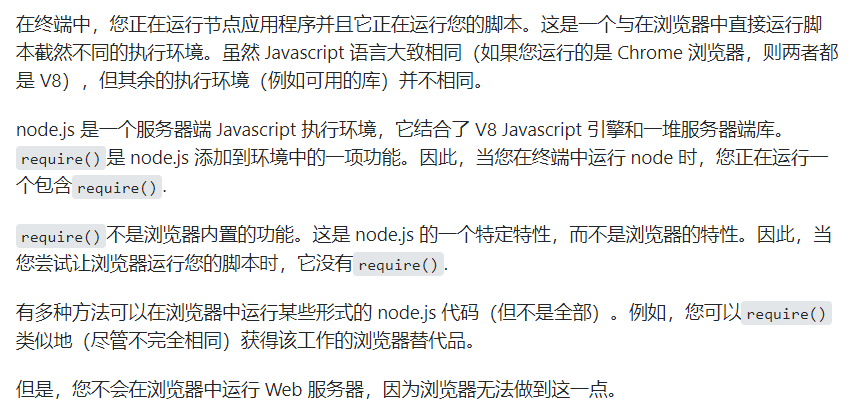 在终端中，您正在运行节点应用程序并且它正在运行您的脚本。这是一个与在浏览器中直接运行脚
本截然不同的执行环境。虽然 Javascript 语言大致相同（如果您运行的是 Chrome 浏览器，则两者都
是 V8），但其余的执行环境（例如可用的库）并不相同。
node.js 是一个服务器端 Javascript 执行环境，它结合了 V8 Javascript 引擎和一堆服务器端库。
require()是 node.js 添加到环境中的一项功能。因此，当您在终端中运行 node 时，您正在运行一
个包含require().
require()不是浏览器内置的功能。这是 node.js 的一个特定特性，而不是浏览器的特性。因此，当
您尝试让浏览器运行您的脚本时，它没有require().
有多种方法可以在浏览器中运行某些形式的 node.js 代码（但不是全部）。例如，您可以require()
类似地（尽管不完全相同）获得该工作的浏览器替代品。
但是，您不会在浏览器中运行 Web 服务器，因为浏览器无法做到这一点。